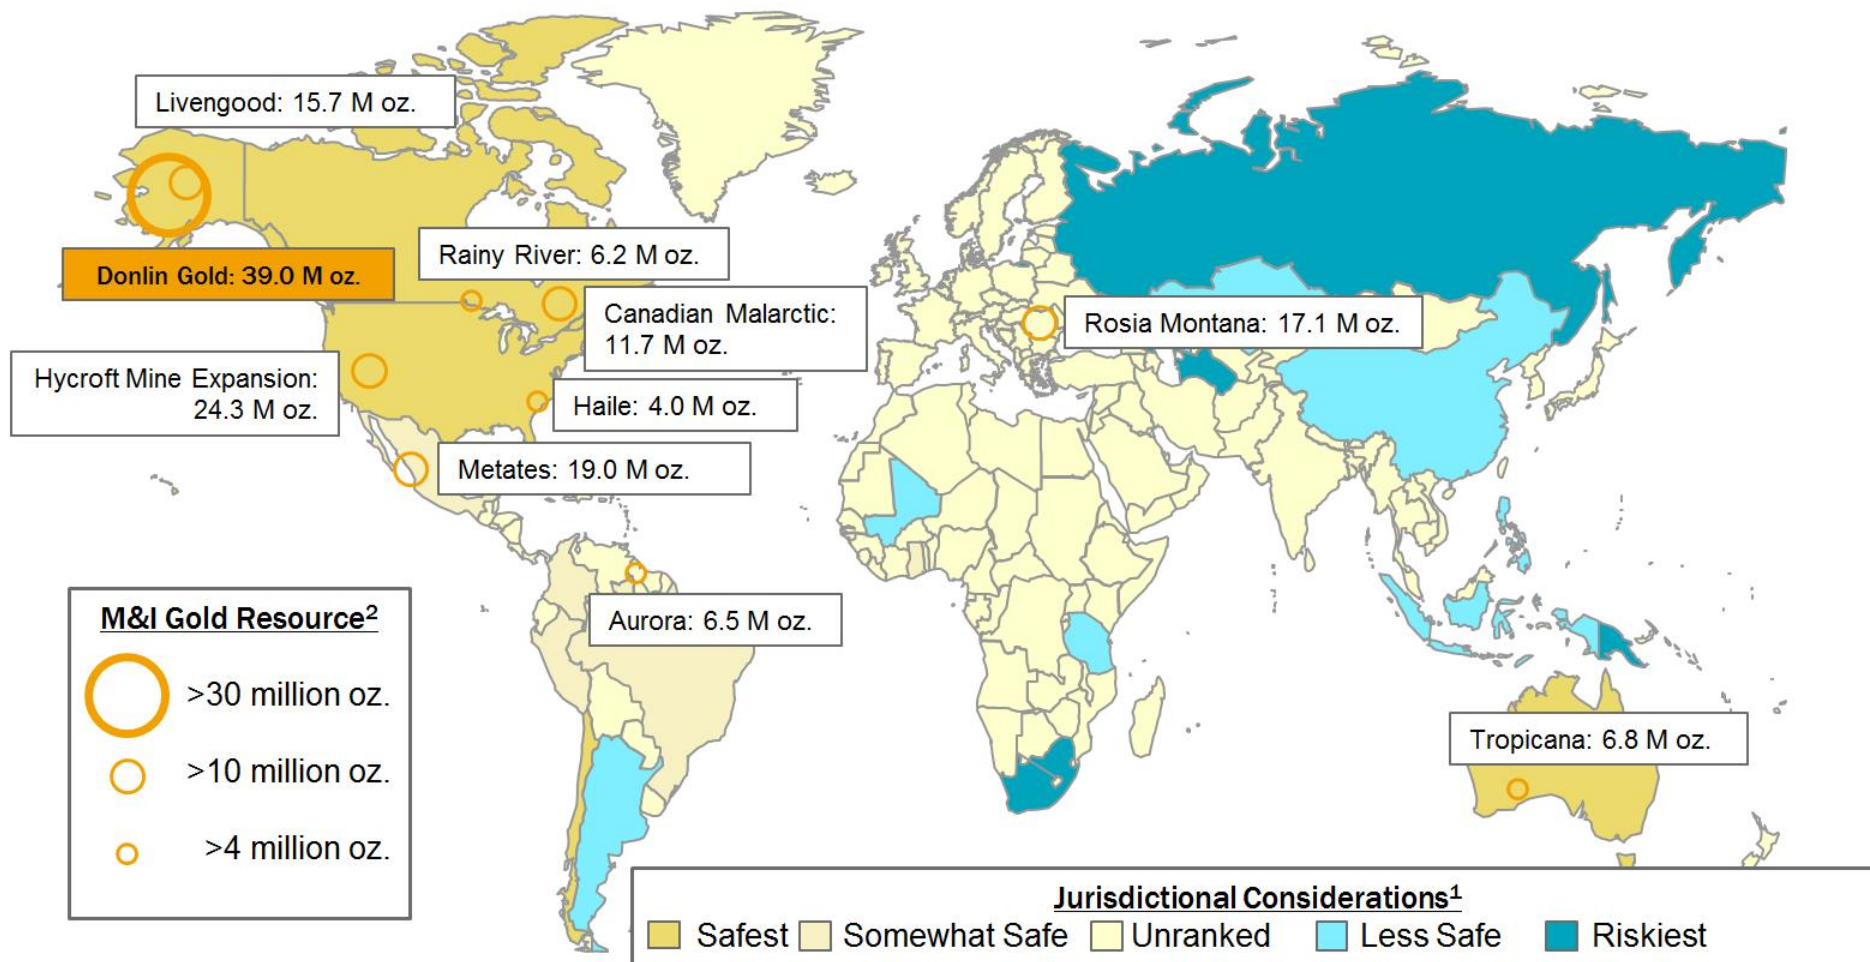 Livengood: 15.7 M oz.
Donlin Gold: 39.0 M oz.
Rainy River: 6.2 M oz.
Canadian Malarctic:
11.7 M oz.
Rosia Montana: 17.1 M oz.
Hycroft Mine Expansion:
24.3 M oz.
Haile: 4.0 M oz.
Metates: 19.0 M oz.
Aurora: 6.5 M oz.
Tropicana: 6.8 M oz.
M&I Gold Resource²
>30 million oz.
>10 million oz.
>4 million oz.
Jurisdictional Considerations¹
Safest Somewhat Safe Unranked Less Safe Riskiest